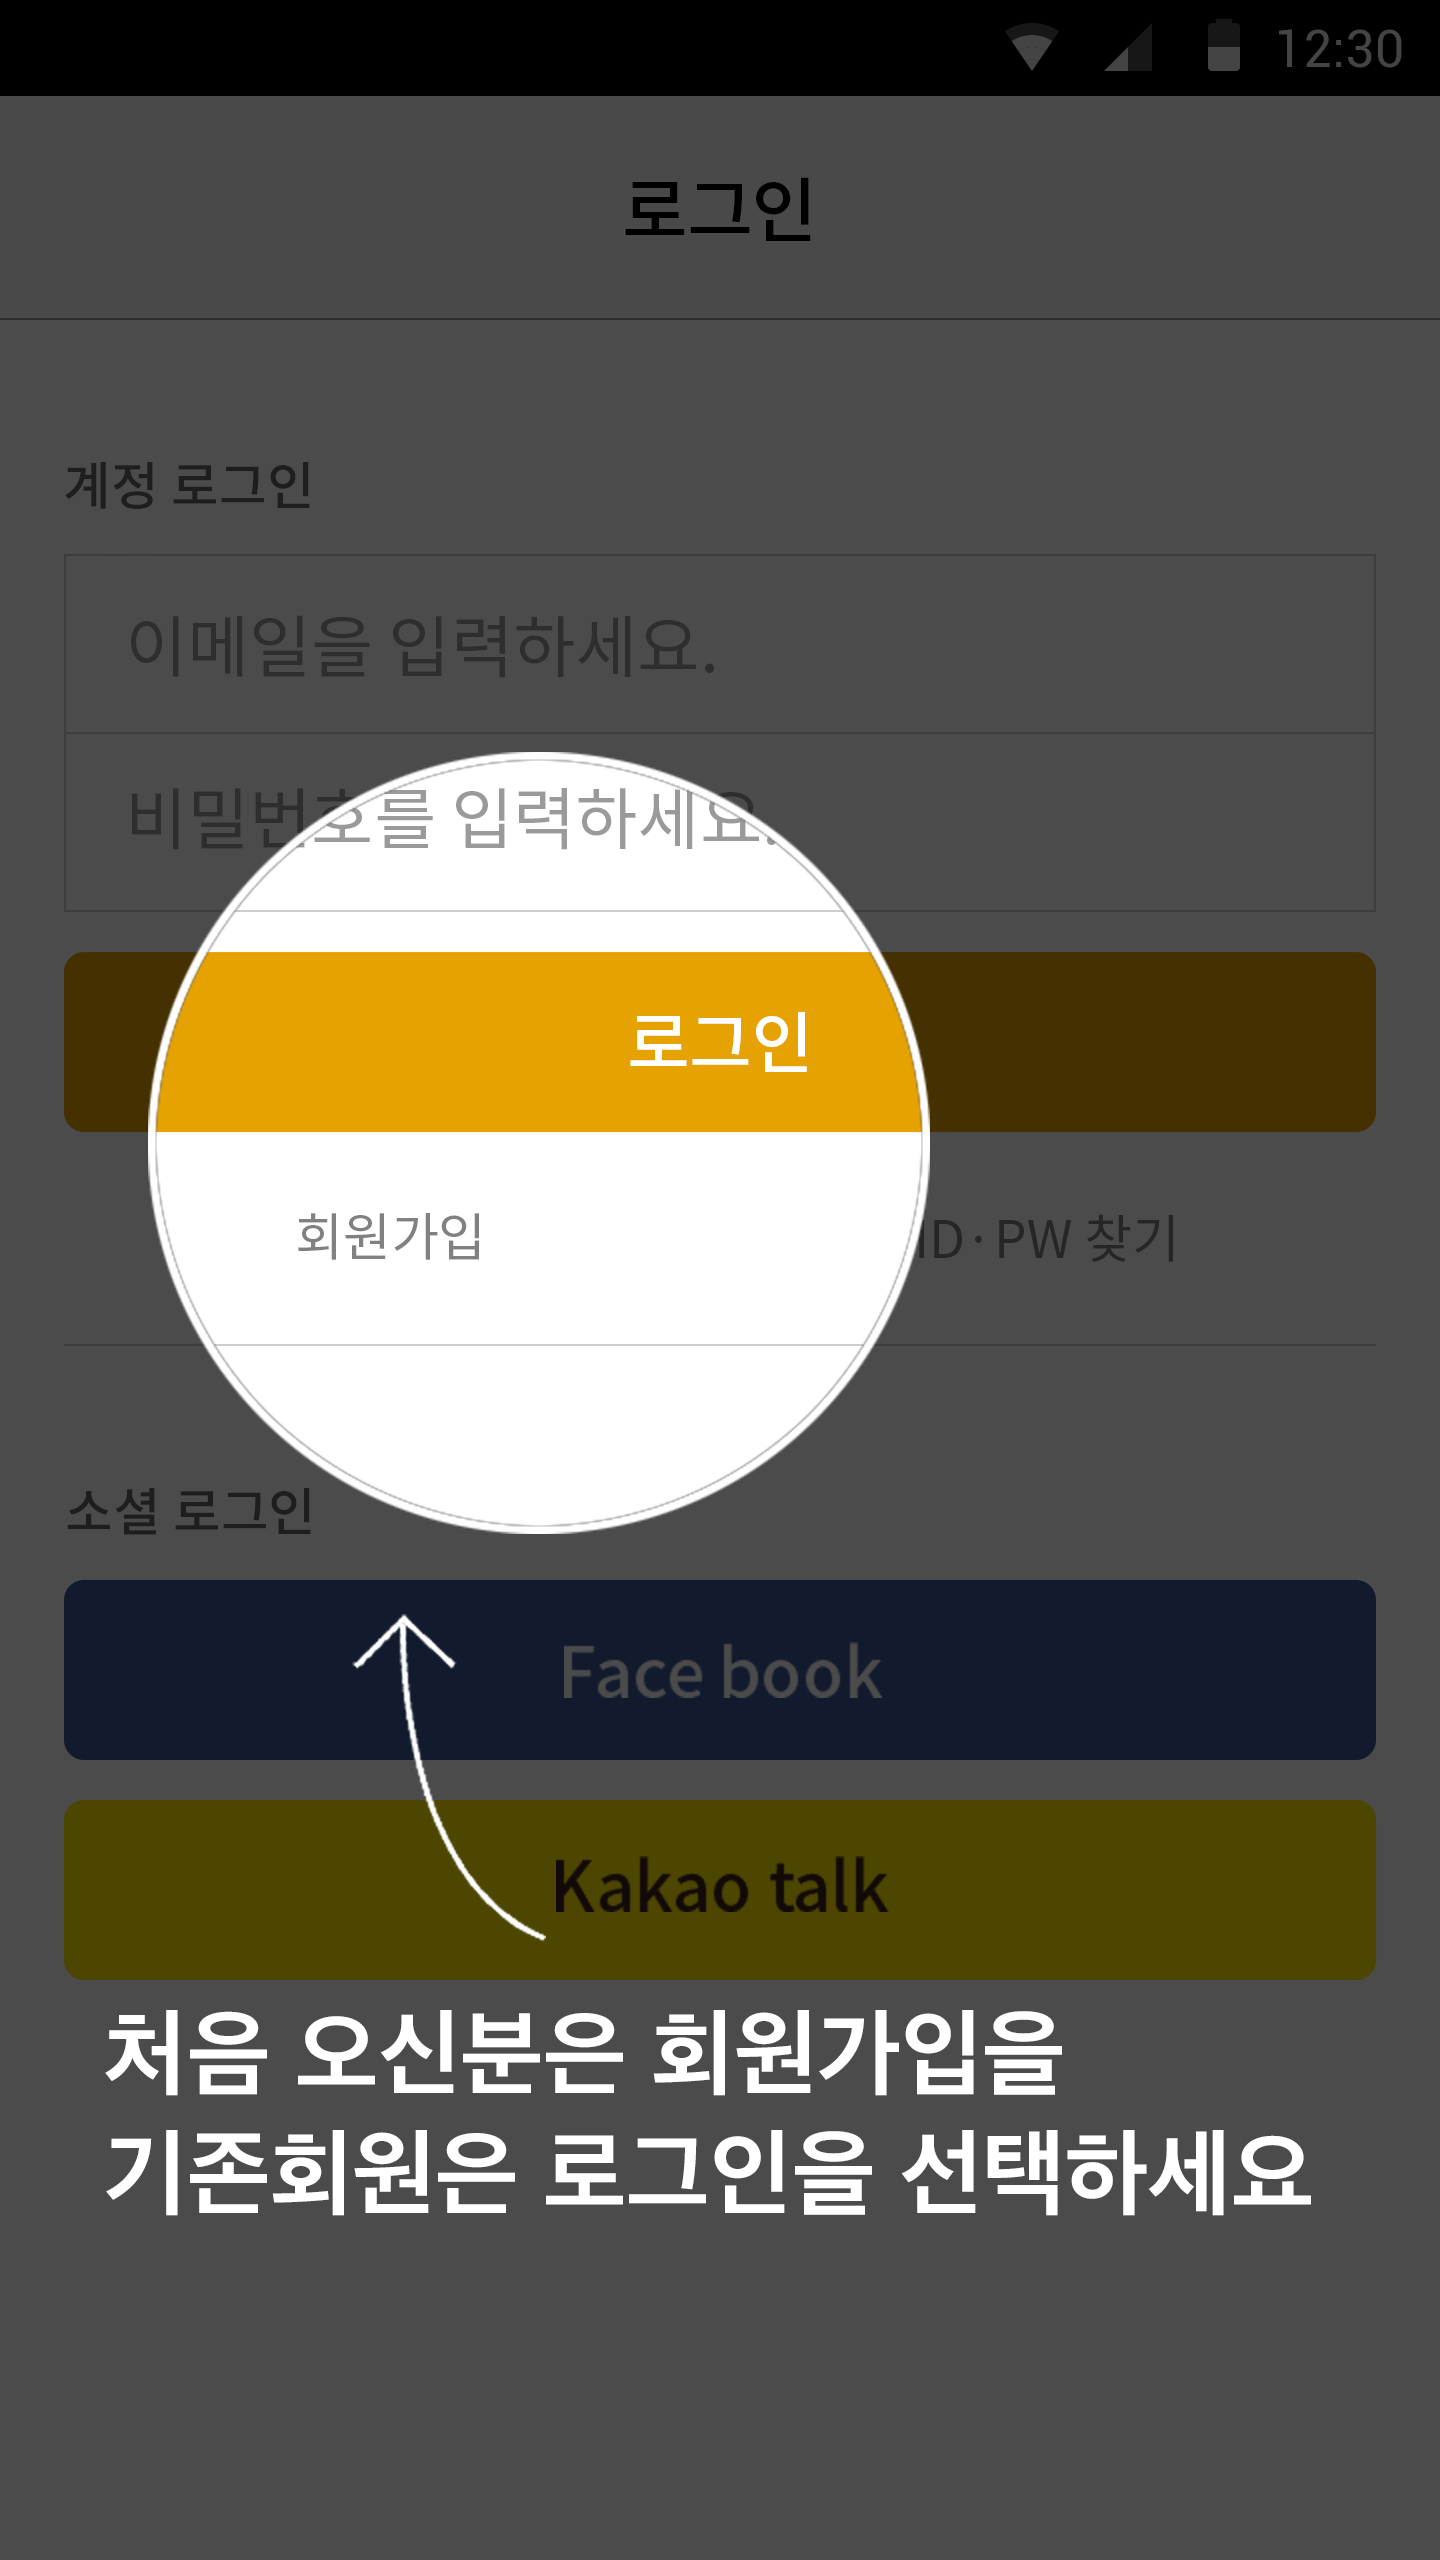 12:30
로그인
계정 로그인
이메일을 입력하세요.
비밀번호를 입력하세요.
로그인
회원가입
ID·PW 찾기
소셜 로그인
Face book
Kakao talk
처음 오신분은 회원가입을
기존회원은 로그인을 선택하세요